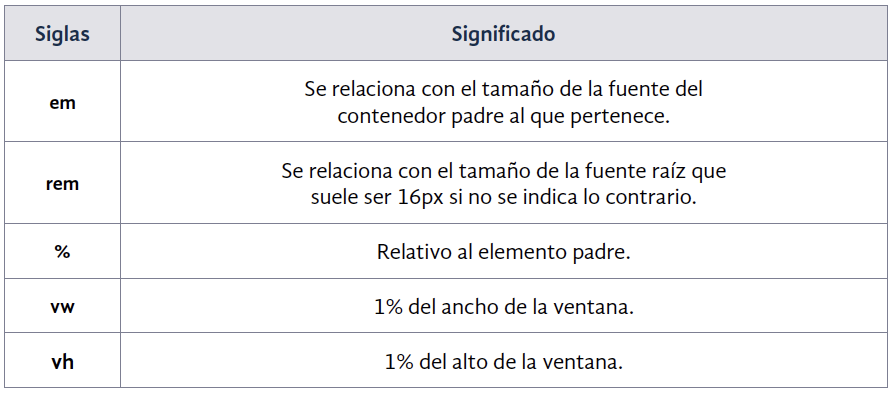 Siglas Significado
em
Se relaciona con el tamaño de la fuente del
contenedor padre al que pertenece.
rem
Se relaciona con el tamaño de la fuente raíz que
suele ser 16px si no se indica lo contrario.
% Relativo al elemento padre.
vw 1% del ancho de la ventana.
vh 1% del alto de la ventana.